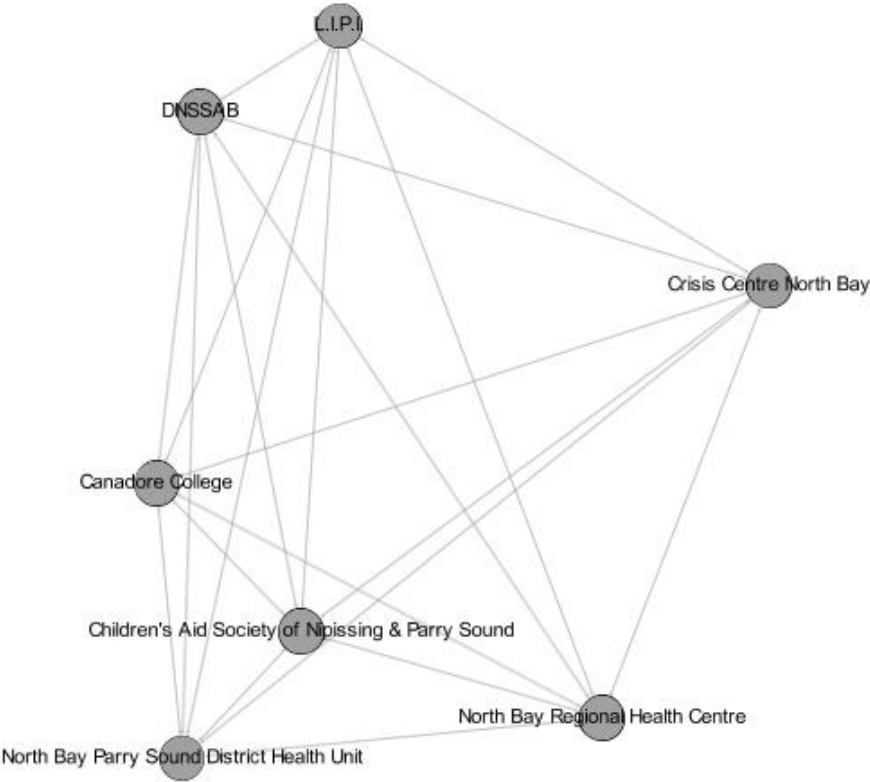 L.I.P.I
DNSSAB
Crisis Centre North Bay
Canadore College
Children's Aid Society of Nipissing & Parry Sound
North Bay Regional Health Centre
North Bay Parry Sound District Health Unit